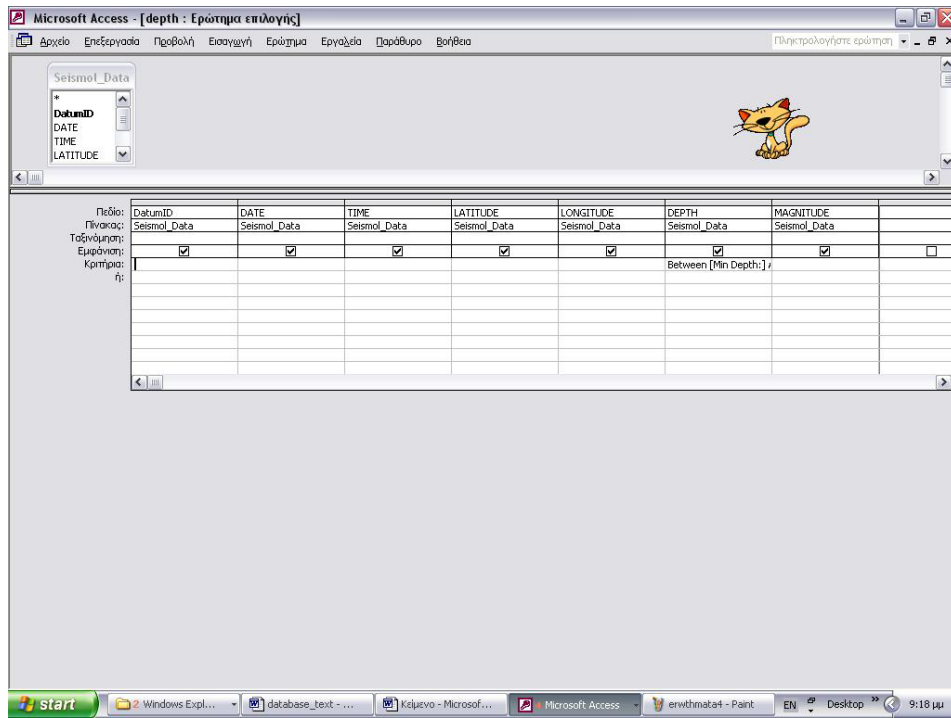 Microsoft Access - [depth : Ερώτημα επιλογής]
Αρχείο Επεξεργασία Προβολή Εισαγωγή Ερώτημα Εργαλεία Παράθυρο Βοήθεια Πληκτρολογήστε ερώτηση
Seismol_Data
*
DatumID
DATE
TIME
LATITUDE
Πεδίο: DatumID DATE TIME LATITUDE LONGITUDE DEPTH MAGNITUDE
Πίνακας: Seismol_Data Seismol_Data Seismol_Data Seismol_Data Seismol_Data Seismol_Data Seismol_Data
Ταξινόμηση:
Εμφάνιση:
Κριτήρια: Between [Min Depth:]
ή:
start 2 Windows Expl... database_text - ... Κείμενο - Microsof... Microsoft Access erwthmata4 - Paint EN Desktop » 9:18 μμ